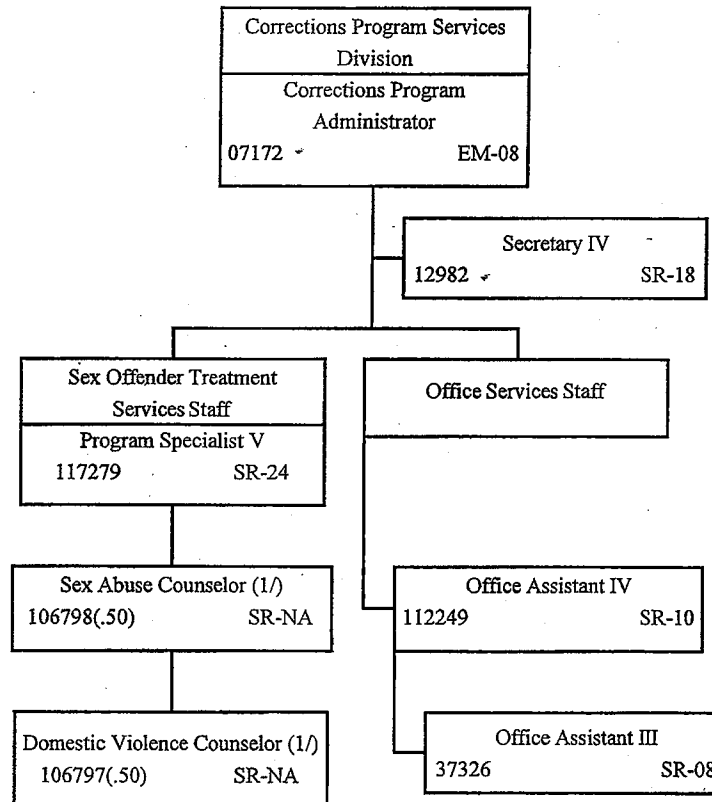 Corrections Program Services
Division
Corrections Program
Administrator
07172 EM-08
Secretary IV
12982 SR-18
Sex Offender Treatment
Services Staff
Program Specialist V
117279 SR-24
Office Services Staff
Sex Abuse Counselor (1/)
106798(.50) SR-NA
Office Assistant IV
112249 SR-10
Domestic Violence Counselor (1/)
106797(.50) SR-NA
Office Assistant III
37326 SR-08